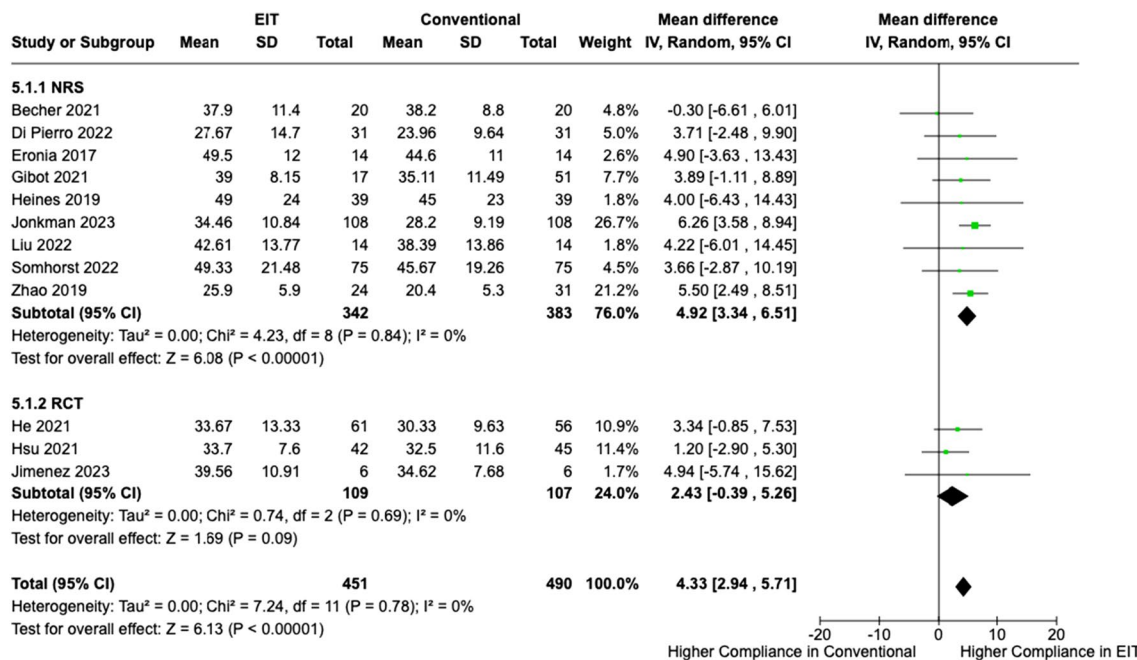 EIT Conventional Mean difference Mean difference
Study or Subgroup Mean SD Total Mean SD Total Weight IV, Random, 95% CI IV, Random, 95% CI
5.1.1 NRS
Becher 2021 37.9 11.4 20 38.2 8.8 20 4.8% -0.30 [-6.61 , 6.01]
Di Pierro 2022 27.67 14.7 31 23.96 9.64 31 5.0% 3.71 [-2.48 , 9.90]
Eronia 2017 49.5 12 14 44.6 11 14 2.6% 4.90 [-3.63 , 13.43]
Gibot 2021 39 8.15 17 35.11 11.49 51 7.7% 3.89 [-1.11 , 8.89]
Heines 2019 49 24 39 45 23 39 1.8% 4.00 [-6.43 , 14.43]
Jonkman 2023 34.46 10.84 108 28.2 9.19 108 26.7% 6.26 [3.58 , 8.94]
Liu 2022 42.61 13.77 14 38.39 13.86 14 1.8% 4.22 [-6.01 , 14.45]
Somhorst 2022 49.33 21.48 75 45.67 19.26 75 4.5% 3.66 [-2.87 , 10.19]
Zhao 2019 25.9 5.9 24 20.4 5.3 31 21.2% 5.50 [2.49 , 8.51]
Subtotal (95% CI) 342 383 76.0% 4.92 [3.34 , 6.51]
Heterogeneity: Tau² = 0.00; Chi² = 4.23, df = 8 (P = 0.84); I² = 0%
Test for overall effect: Z = 6.08 (P < 0.00001)
5.1.2 RCT
He 2021 33.67 13.33 61 30.33 9.63 56 10.9% 3.34 [-0.85 , 7.53]
Hsu 2021 33.7 7.6 42 32.5 11.6 45 11.4% 1.20 [-2.90 , 5.30]
Jimenez 2023 39.56 10.91 6 34.62 7.68 6 1.7% 4.94 [-5.74 , 15.62]
Subtotal (95% CI) 109 107 24.0% 2.43 [-0.39 , 5.26]
Heterogeneity: Tau² = 0.00; Chi² = 0.74, df = 2 (P = 0.69); I² = 0%
Test for overall effect: Z = 1.69 (P = 0.09)
Total (95% CI) 451 490 100.0% 4.33 [2.94 , 5.71]
Heterogeneity: Tau² = 0.00; Chi² = 7.24, df = 11 (P = 0.78); I² = 0%
Test for overall effect: Z = 6.13 (P < 0.00001)
-20 -10 0 10 20
Higher Compliance in Conventional Higher Compliance in EIT